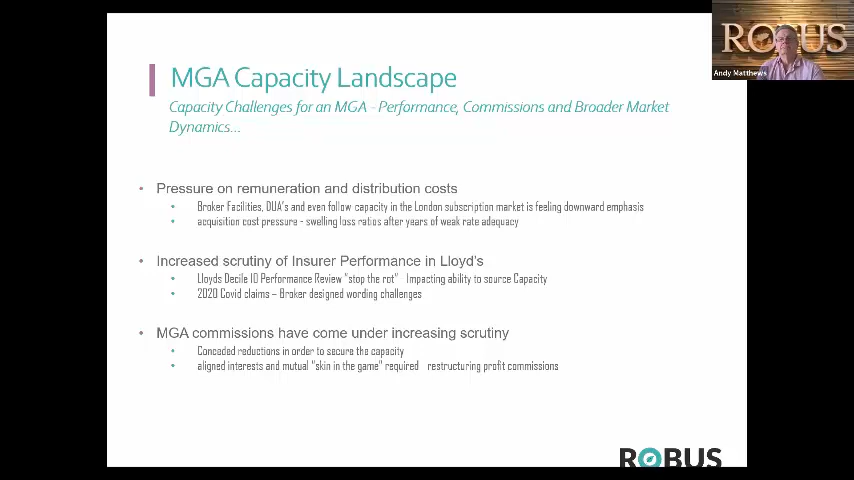 MGA Capacity Landscape
Capacity Challenges for an MGA - Performance, Commissions and Broader Market
Dynamics...
• Pressure on remuneration and distribution costs
• Broker Facilities, DUA's and even follow capacity in the London subscription market is feeling downward emphasis
• acquisition cost pressure - swelling loss ratios after years of weak rate adequacy
• Increased scrutiny of Insurer Performance in Lloyd's
• Lloyds Decile 10 Performance Review "stop the rot" Impacting ability to source Capacity
• 2020 Covid claims – Broker designed wording challenges
• MGA commissions have come under increasing scrutiny
• Conceded reductions in order to secure the capacity
• aligned interests and mutual "skin in the game" required restructuring profit commissions
ROBUS
ROBUS
Andy Matthews